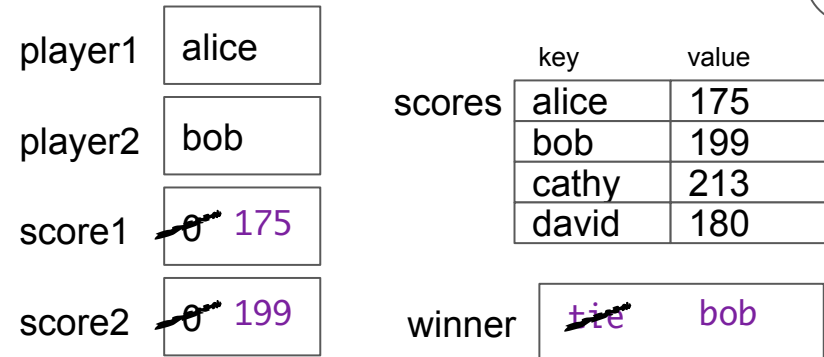 player1 alice
player2 bob
score1 0 175
score2 0 199
key value
scores alice 175
bob 199
cathy 213
david 180
winner tie bob